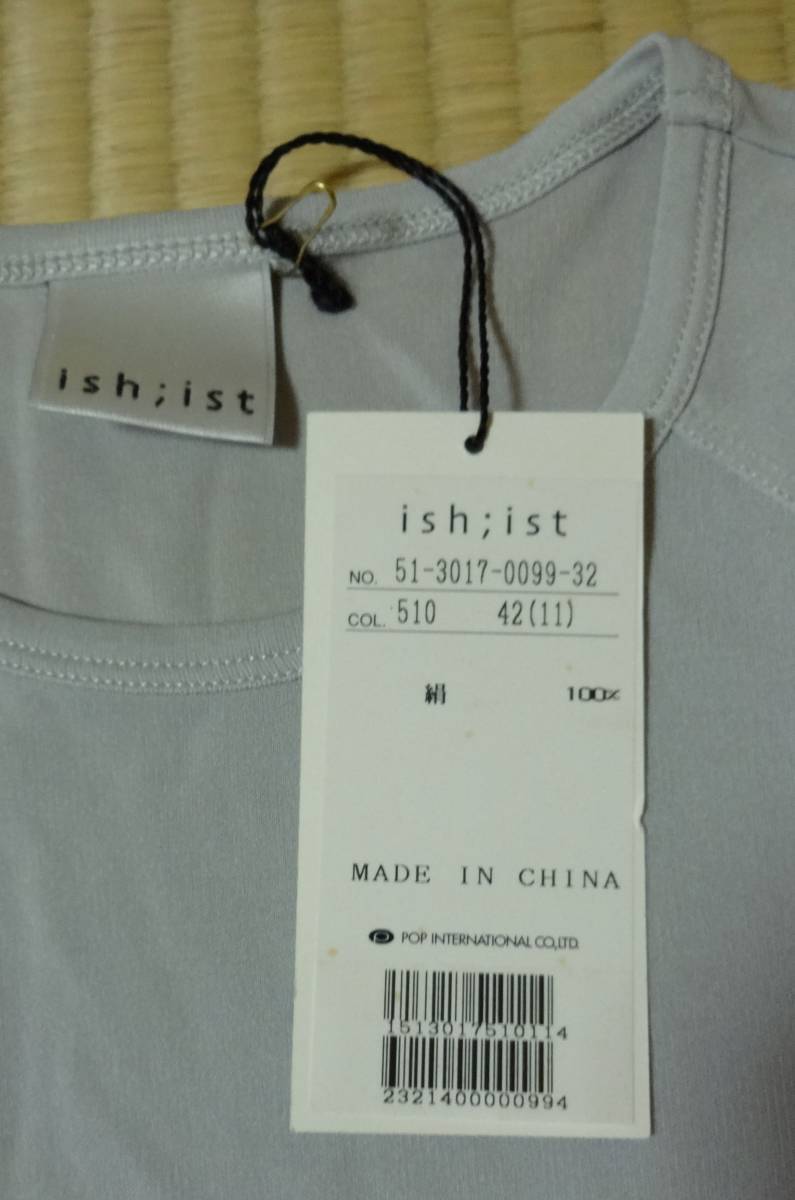 ish;ist
ish;ist
NO. 51-3017-0099-32
COL. 510 42(11)
絹 100%
MADE IN CHINA
POP INTERNATIONAL CO.,LTD.
1513017510114
2321400000994